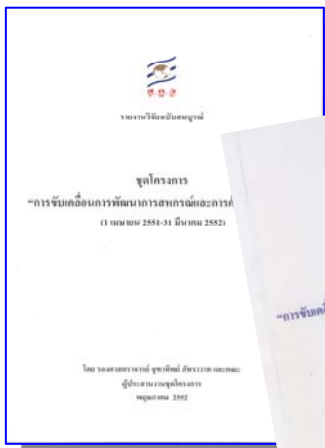 สกว
รายงานวิจัยฉบับสมบูรณ์
ชุดโครงการ
“การขับเคลื่อนการพัฒนาการสหกรณ์และการค้
(1 เมษายน 2551-31 มีนาคม 2552)
โดย รองศาสตราจารย์ จุฑาทิพย์ ภัทราวาท และคณะ
ผู้ประสานงานชุดโครงการ
พฤษภาคม 2552
“การขับเคลื่